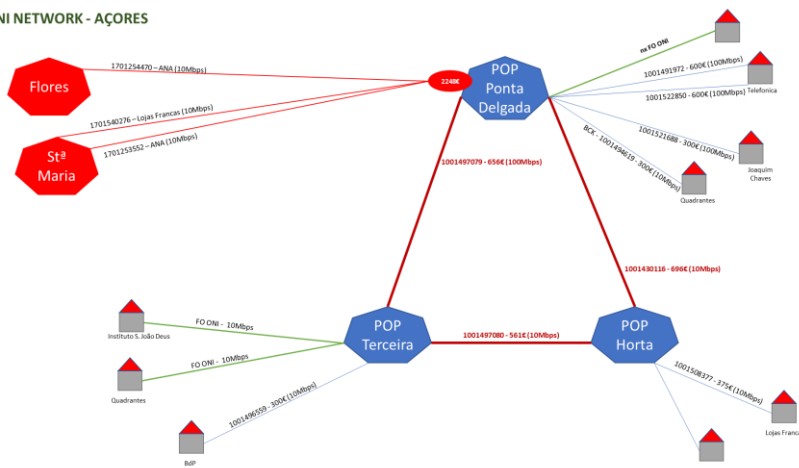 NI NETWORK - AÇORES
Flores
Stª
Maria
1701254470 – ANA (10Mbps)
1701540276 – Lojas Francas (10Mbps)
1701253552 – ANA (10Mbps)
2248€
POP
Ponta
Delgada
nx FO ONI
1001491972 - 600€ (100Mbps)
1001522850 - 600€ (100Mbps)
Telefonica
1001521688 - 300€ (100Mbps)
Joaquim
Chaves
BCK - 1001494619 - 300€ (10Mbps)
Quadrantes
1001497079 - 656€ (100Mbps)
1001430116 - 696€ (10Mbps)
POP
Terceira
1001497080 - 561€ (10Mbps)
POP
Horta
FO ONI - 10Mbps
Instituto S. João Deus
FO ONI - 10Mbps
Quadrantes
1001496559 - 300€ (10Mbps)
BdP
1001508377 - 375€ (10Mbps)
Lojas Franca